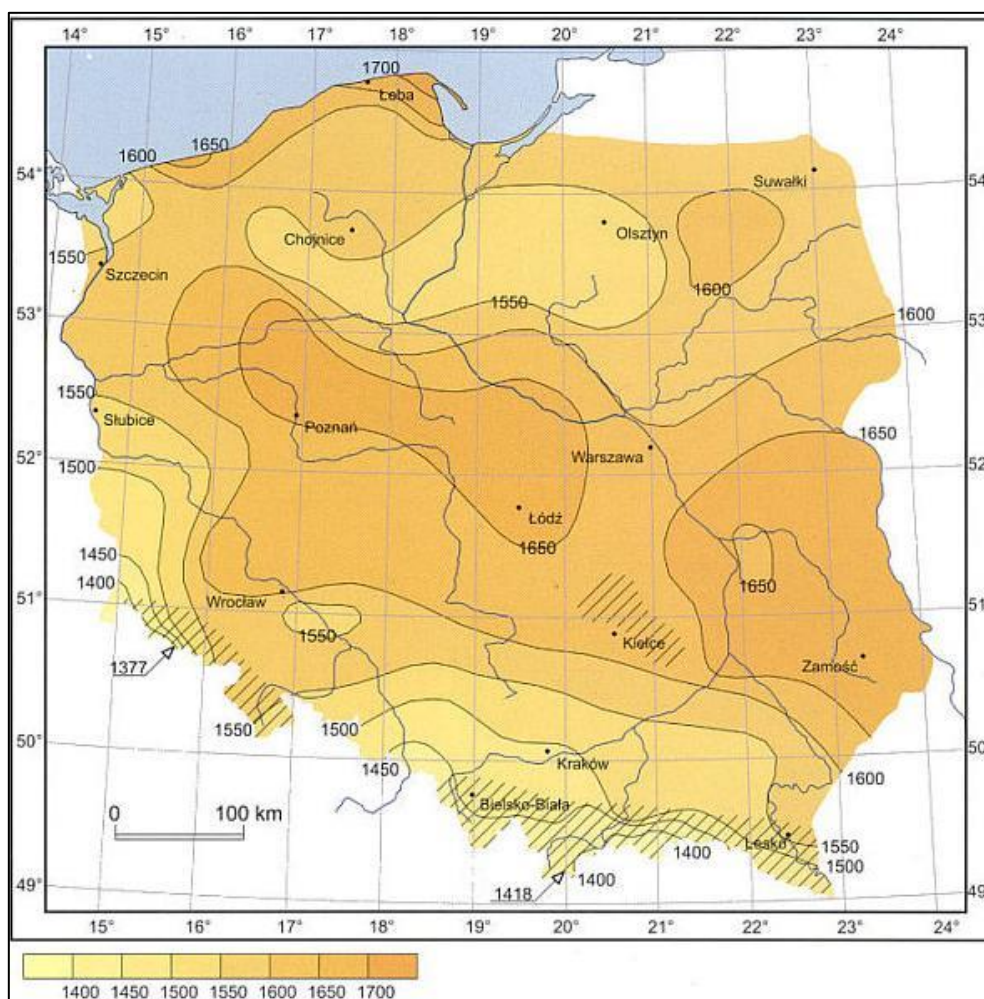 14° 15° 16° 17° 18° 19° 20° 21° 22° 23° 24°
1700
Łeba
1650
1600
54°
54
Suwałki
Chojnice
Olsztyn
1550
Szczecin
1600
1550
53°
1600
53
1550
Słubice
Poznań
1650
Warszawa
52°
52
1500
Łódź
1650
1450
1400
1650
51°
Wrocław
51
1550
Kielce
1377
Zamość
1550
1500
50°
50
1450
Kraków
1600
0 100 km
Bielsko-Biała
Lesko
1550
1400
1500
49°
1418
1400
49
15° 16° 17° 18° 19° 20° 21° 22° 23° 24°
1400 1450 1500 1550 1600 1650 1700